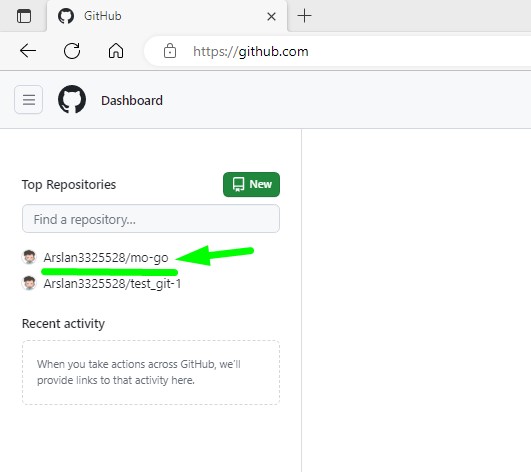 GitHub
https://github.com
Dashboard
Top Repositories
New
Find a repository...
Arslan3325528/mo-go
Arslan3325528/test_git-1
Recent activity
When you take actions across GitHub, we'll
provide links to that activity here.